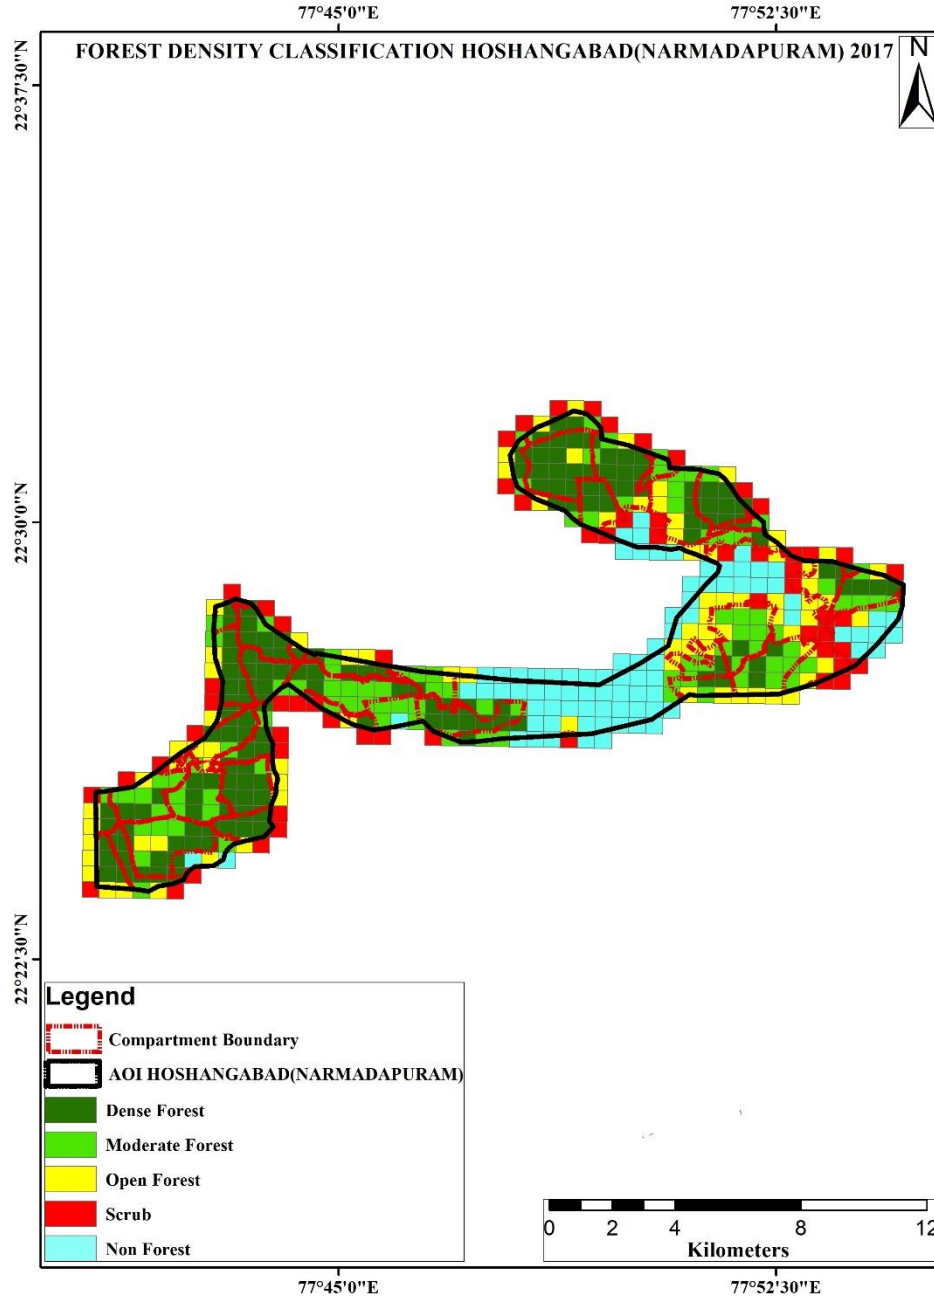 77°45'0"E 77°52'30"E
FOREST DENSITY CLASSIFICATION HOSHANGABAD(NARMADAPURAM) 2017
N
22°37'30"N
22°30'0"N
22°22'30"N
Legend
Compartment Boundary
AOI HOSHANGABAD(NARMADAPURAM)
Dense Forest
Moderate Forest
Open Forest
Scrub
Non Forest
0 2 4 8 12
Kilometers
77°45'0"E 77°52'30"E